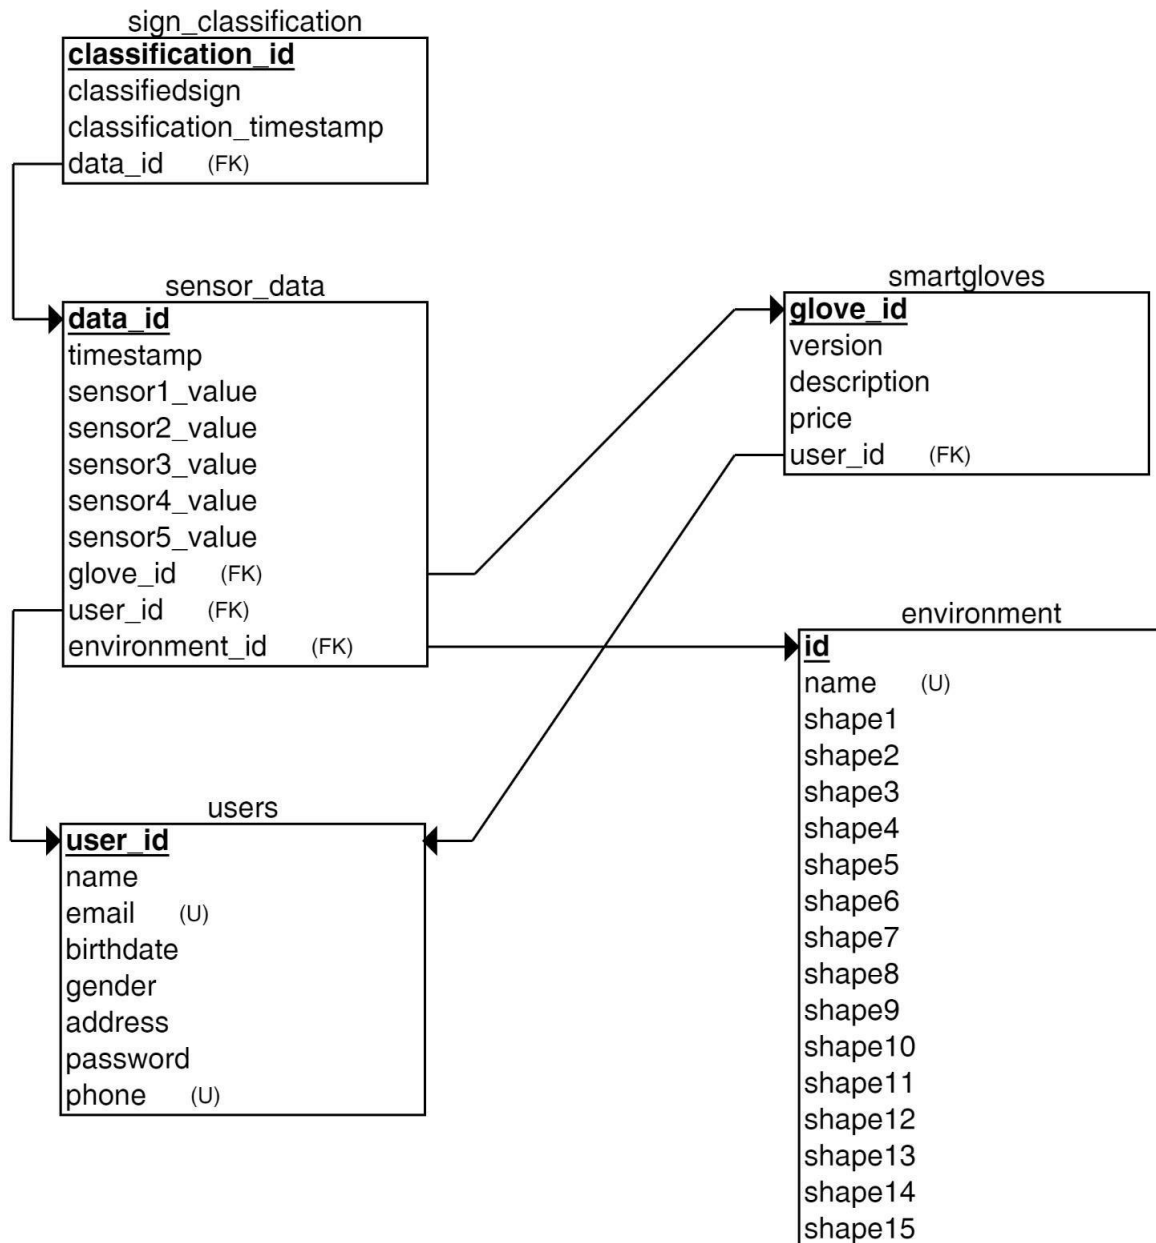 sign_classification
classification_id
classifiedsign
classification_timestamp
data_id (FK)
sensor_data
data_id
timestamp
sensor1_value
sensor2_value
sensor3_value
sensor4_value
sensor5_value
glove_id (FK)
user_id (FK)
environment_id (FK)
smartgloves
glove_id
version
description
price
user_id (FK)
users
user_id
name
email (U)
birthdate
gender
address
password
phone (U)
environment
id
name (U)
shape1
shape2
shape3
shape4
shape5
shape6
shape7
shape8
shape9
shape10
shape11
shape12
shape13
shape14
shape15